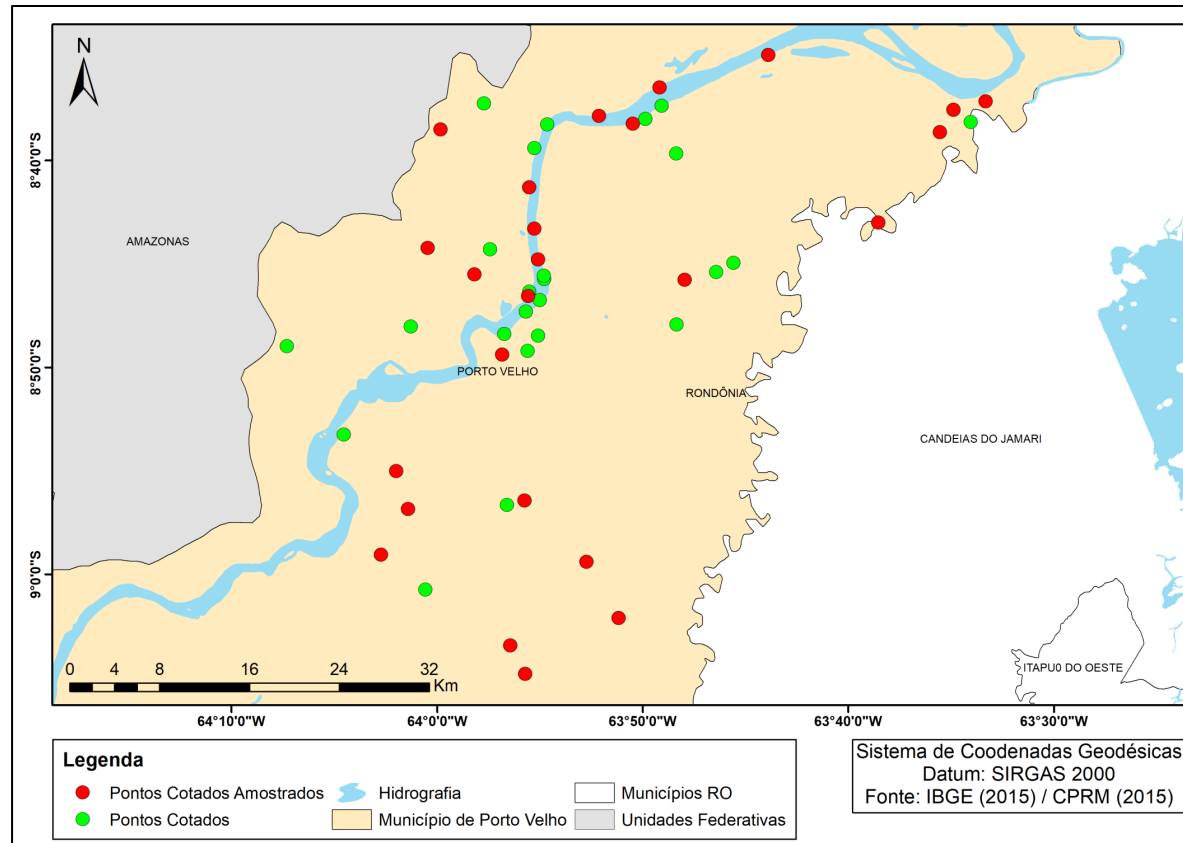 N
8°40'0"S
8°50'0"S
9°0'0"S
AMAZONAS
PORTO VELHO
RONDÔNIA
CANDEIAS DO JAMARI
ITAPU0 DO OESTE
0 4 8 16 24 32
Km
64°10'0"W 64°0'0"W 63°50'0"W 63°40'0"W 63°30'0"W
Legenda
Pontos Cotados Amostrados
Pontos Cotados
Hidrografia
Município de Porto Velho
Municípios RO
Unidades Federativas
Sistema de Coodenadas Geodésicas
Datum: SIRGAS 2000
Fonte: IBGE (2015) / CPRM (2015)